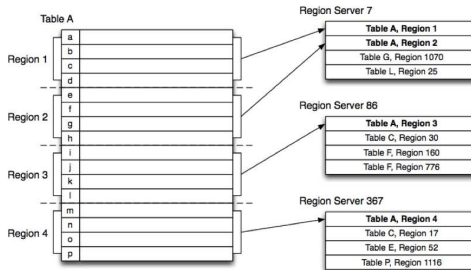 Table A
a
b
c
d
e
f
g
h
i
j
k
l
m
n
o
p
Region 1
Region 2
Region 3
Region 4
Region Server 7
Table A, Region 1
Table A, Region 2
Table G, Region 1070
Table L, Region 25
Region Server 86
Table A, Region 3
Table C, Region 30
Table F, Region 160
Table F, Region 776
Region Server 367
Table A, Region 4
Table C, Region 17
Table E, Region 52
Table P, Region 1116